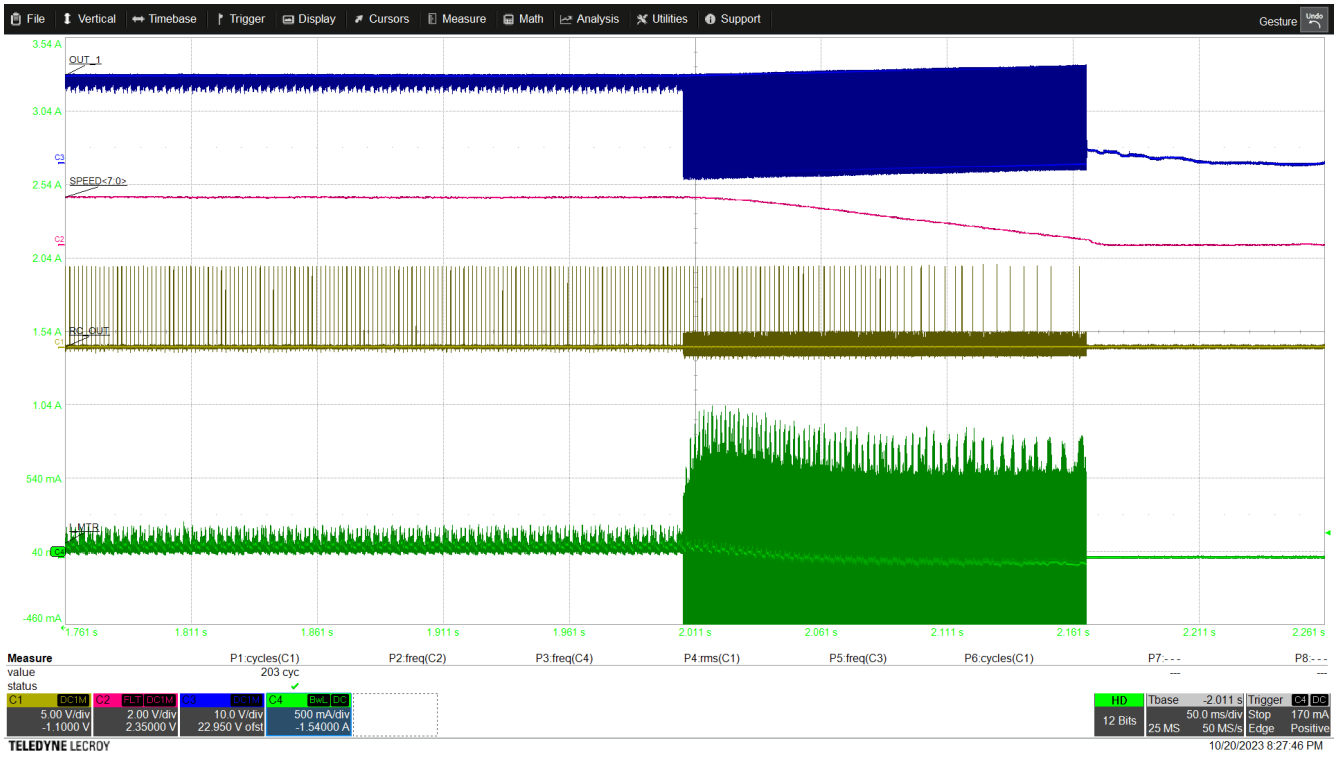 File Vertical Timebase Trigger Display Cursors Measure Math Analysis Utilities Support Gesture Undo
3.54 A
OUT_1
3.04 A
C3
SPEED<7:0>
2.54 A
C2
2.04 A
1.54 A RC_OUT
C1
1.04 A
540 mA
I_MTR
C4
-460 mA
1.761 s 1.811 s 1.861 s 1.911 s 1.961 s 2.011 s 2.061 s 2.111 s 2.161 s 2.211 s 2.261 s
Measure P1:cycles(C1) P2:freq(C2) P3:freq(C4) P4:rms(C1) P5:freq(C3) P6:cycles(C1) P7:- - - P8:- - -
value 203 cyc --- ---
status ✓ --- ---
C1 DC1M C2 FLT DC1M C3 C4 BwL DC HD Tbase -2.011 s Trigger C4 DC
5.00 V/div 2.00 V/div 10.0 V/div 500 mA/div 12 Bits 50.0 ms/div Stop 170 mA
-1.1000 V 2.35000 V 22.950 V ofst -1.54000 A 25 MS 50 MS/s Edge Positive
TELEDYNE LECROY 10/20/2023 8:27:46 PM